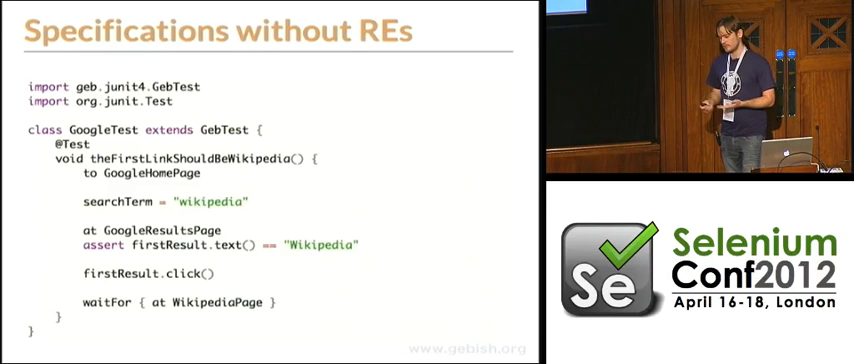 Specifications without REs
import geb.junit4.GebTest
import org.junit.Test
class GoogleTest extends GebTest {
@Test
void theFirstLinkShouldBeWikipedia() {
to GoogleHomePage
searchTerm = "wikipedia"
at GoogleResultsPage
assert firstResult.text() == "Wikipedia"
firstResult.click()
waitFor { at WikipediaPage }
}
}
www.gebish.org
Se
Selenium
Conf2012
April 16-18, London